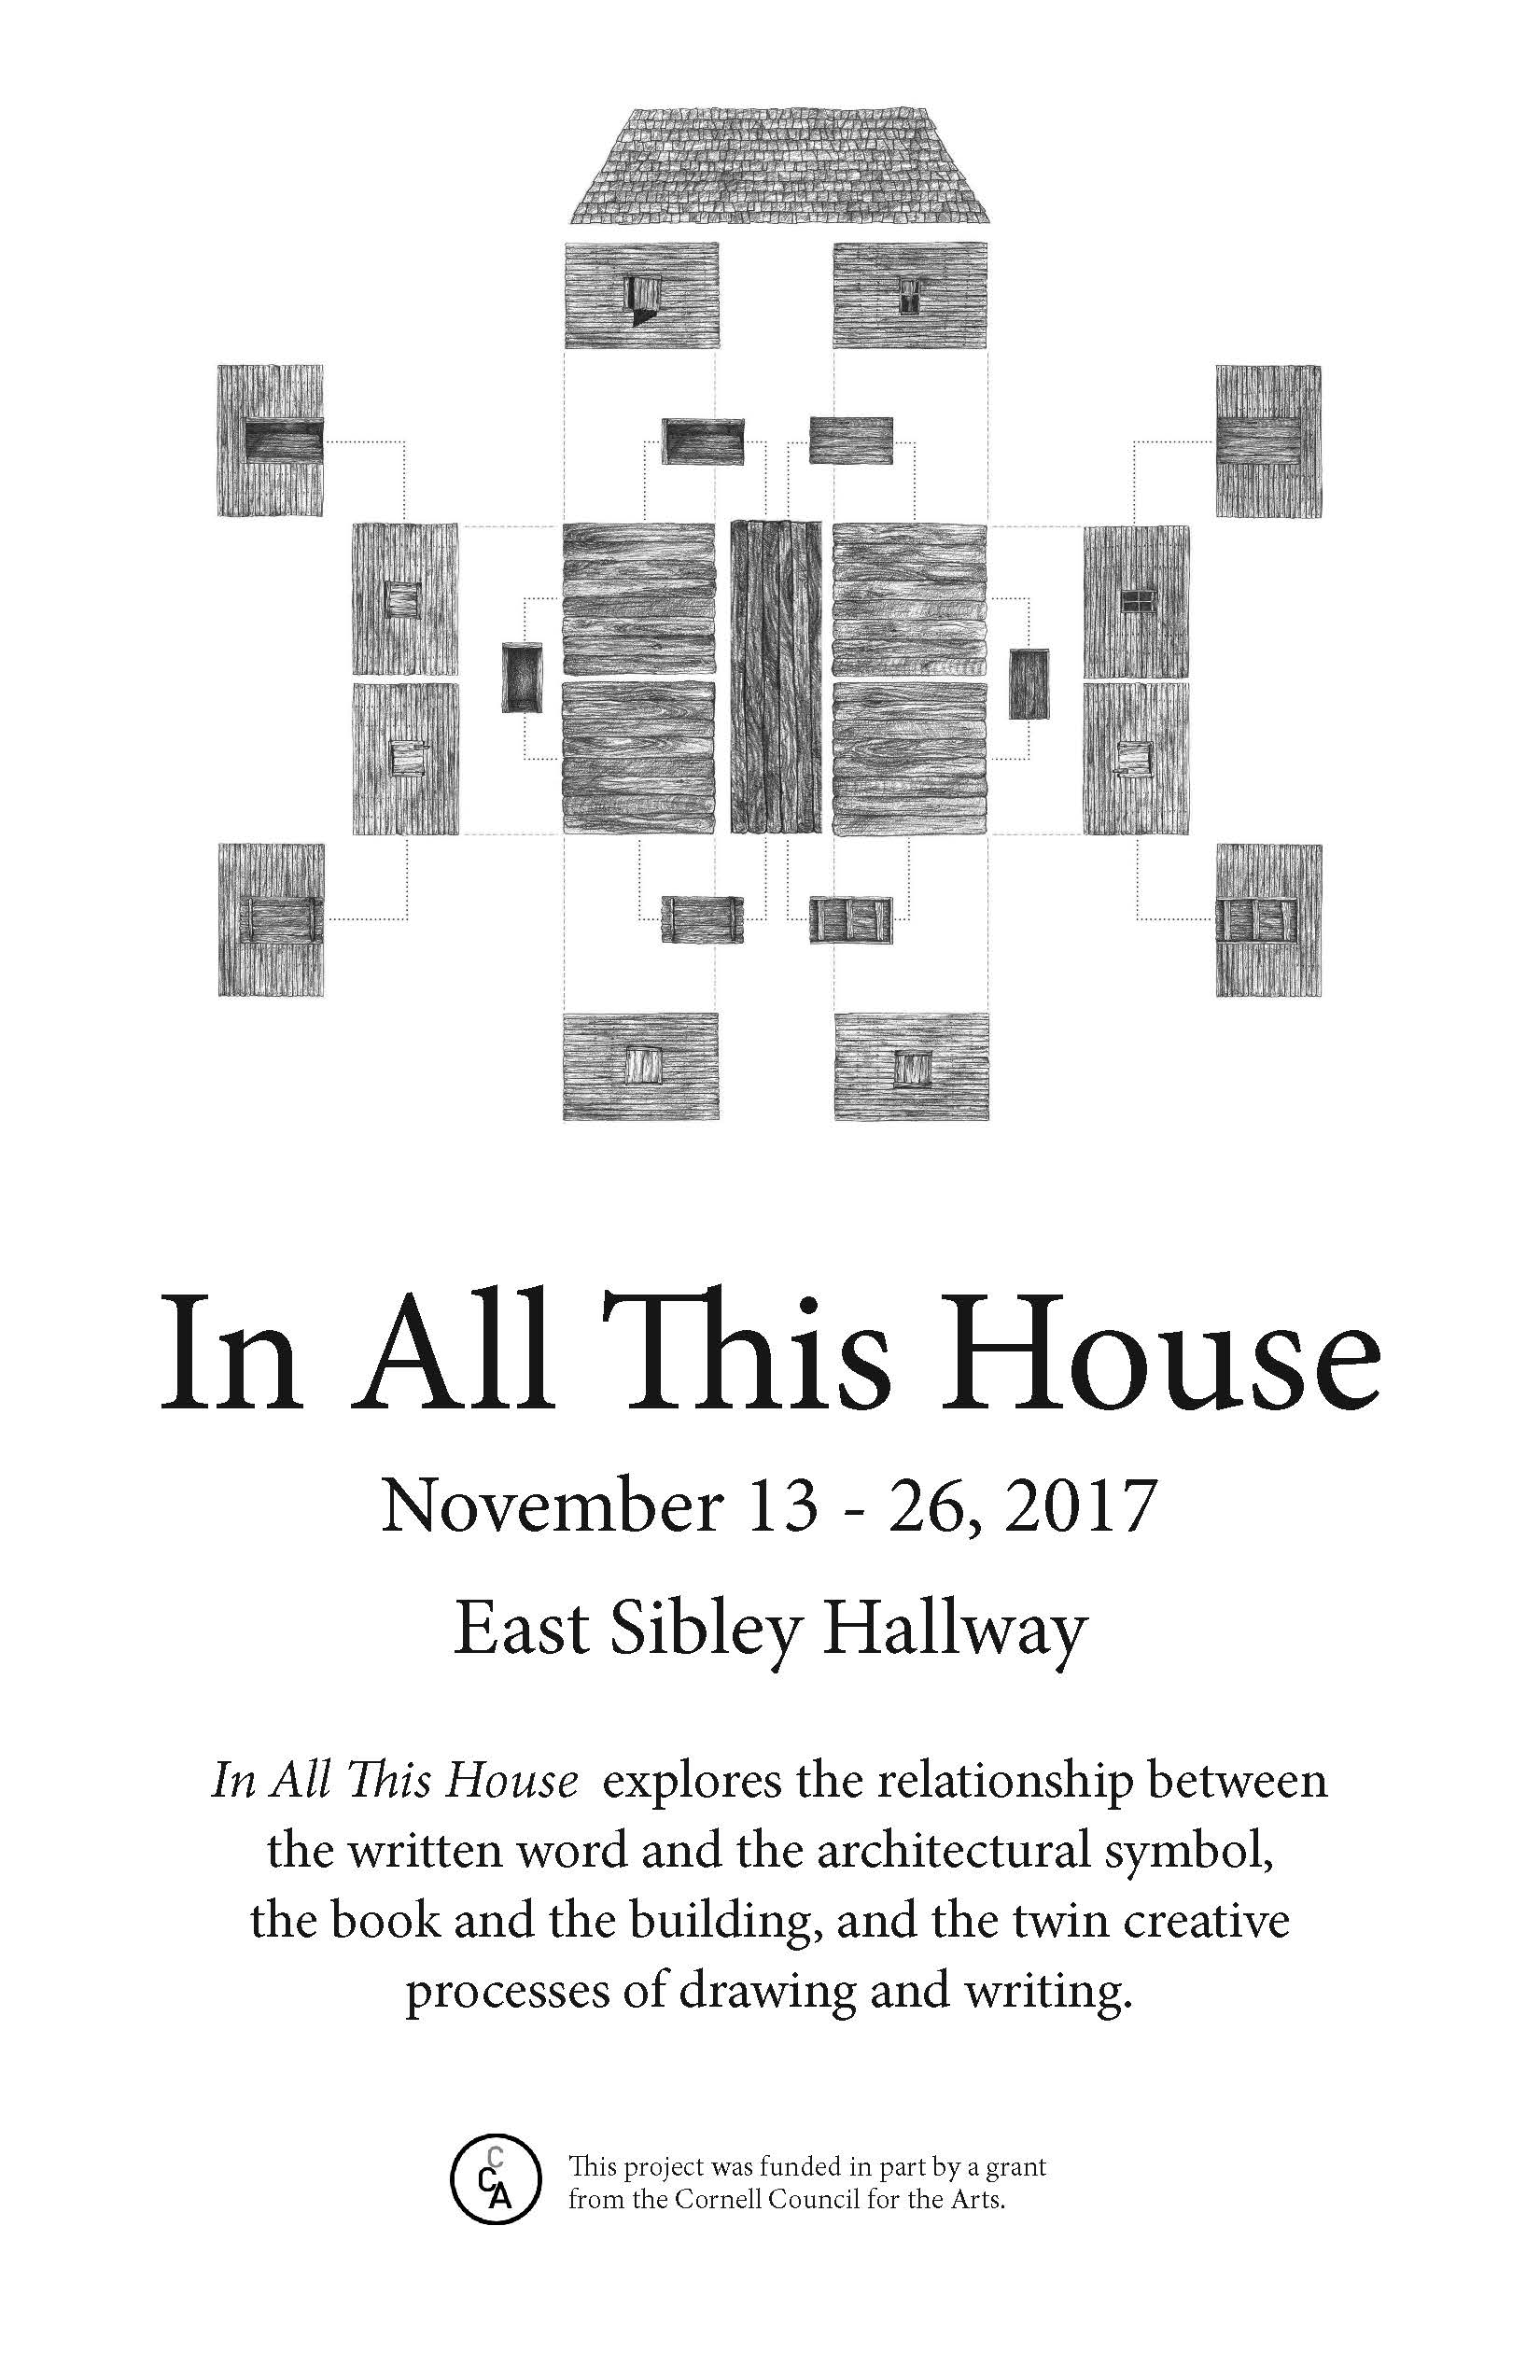 In All This House
November 13 - 26, 2017
East Sibley Hallway
In All This House explores the relationship between
the written word and the architectural symbol,
the book and the building, and the twin creative
processes of drawing and writing.
C
C
A
This project was funded in part by a grant
from the Cornell Council for the Arts.